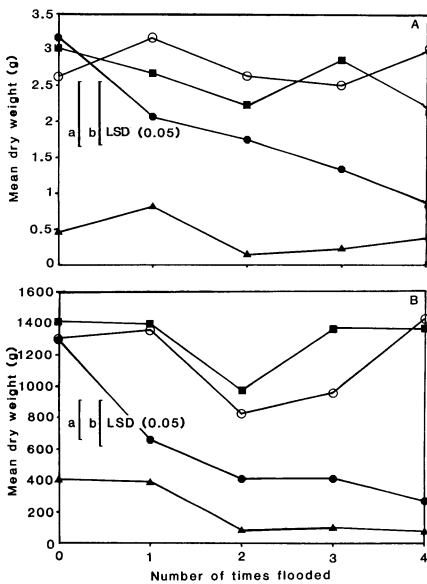 A
3.5
3
2.5
2
1.5
1
0.5
0
Mean dry weight (g)
a b LSD (0.05)
B
1600
1400
1200
1000
800
600
400
200
0
Mean dry weight (g)
a b LSD (0.05)
0 1 2 3 4
Number of times flooded